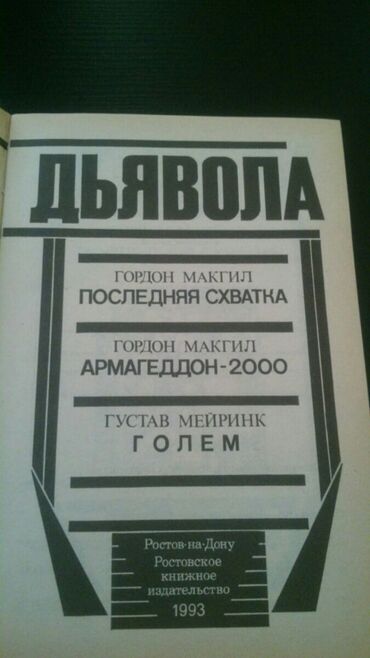 ДЬЯВОЛА
ГОРДОН МАКГИЛ
ПОСЛЕДНЯЯ СХВАТКА
ГОРДОН МАКГИЛ
АРМАГЕДДОН-2000
ГУСТАВ МЕЙРИНК
ГОЛЕМ
Ростов-на-Дону
Ростовское
книжное
издательство
1993